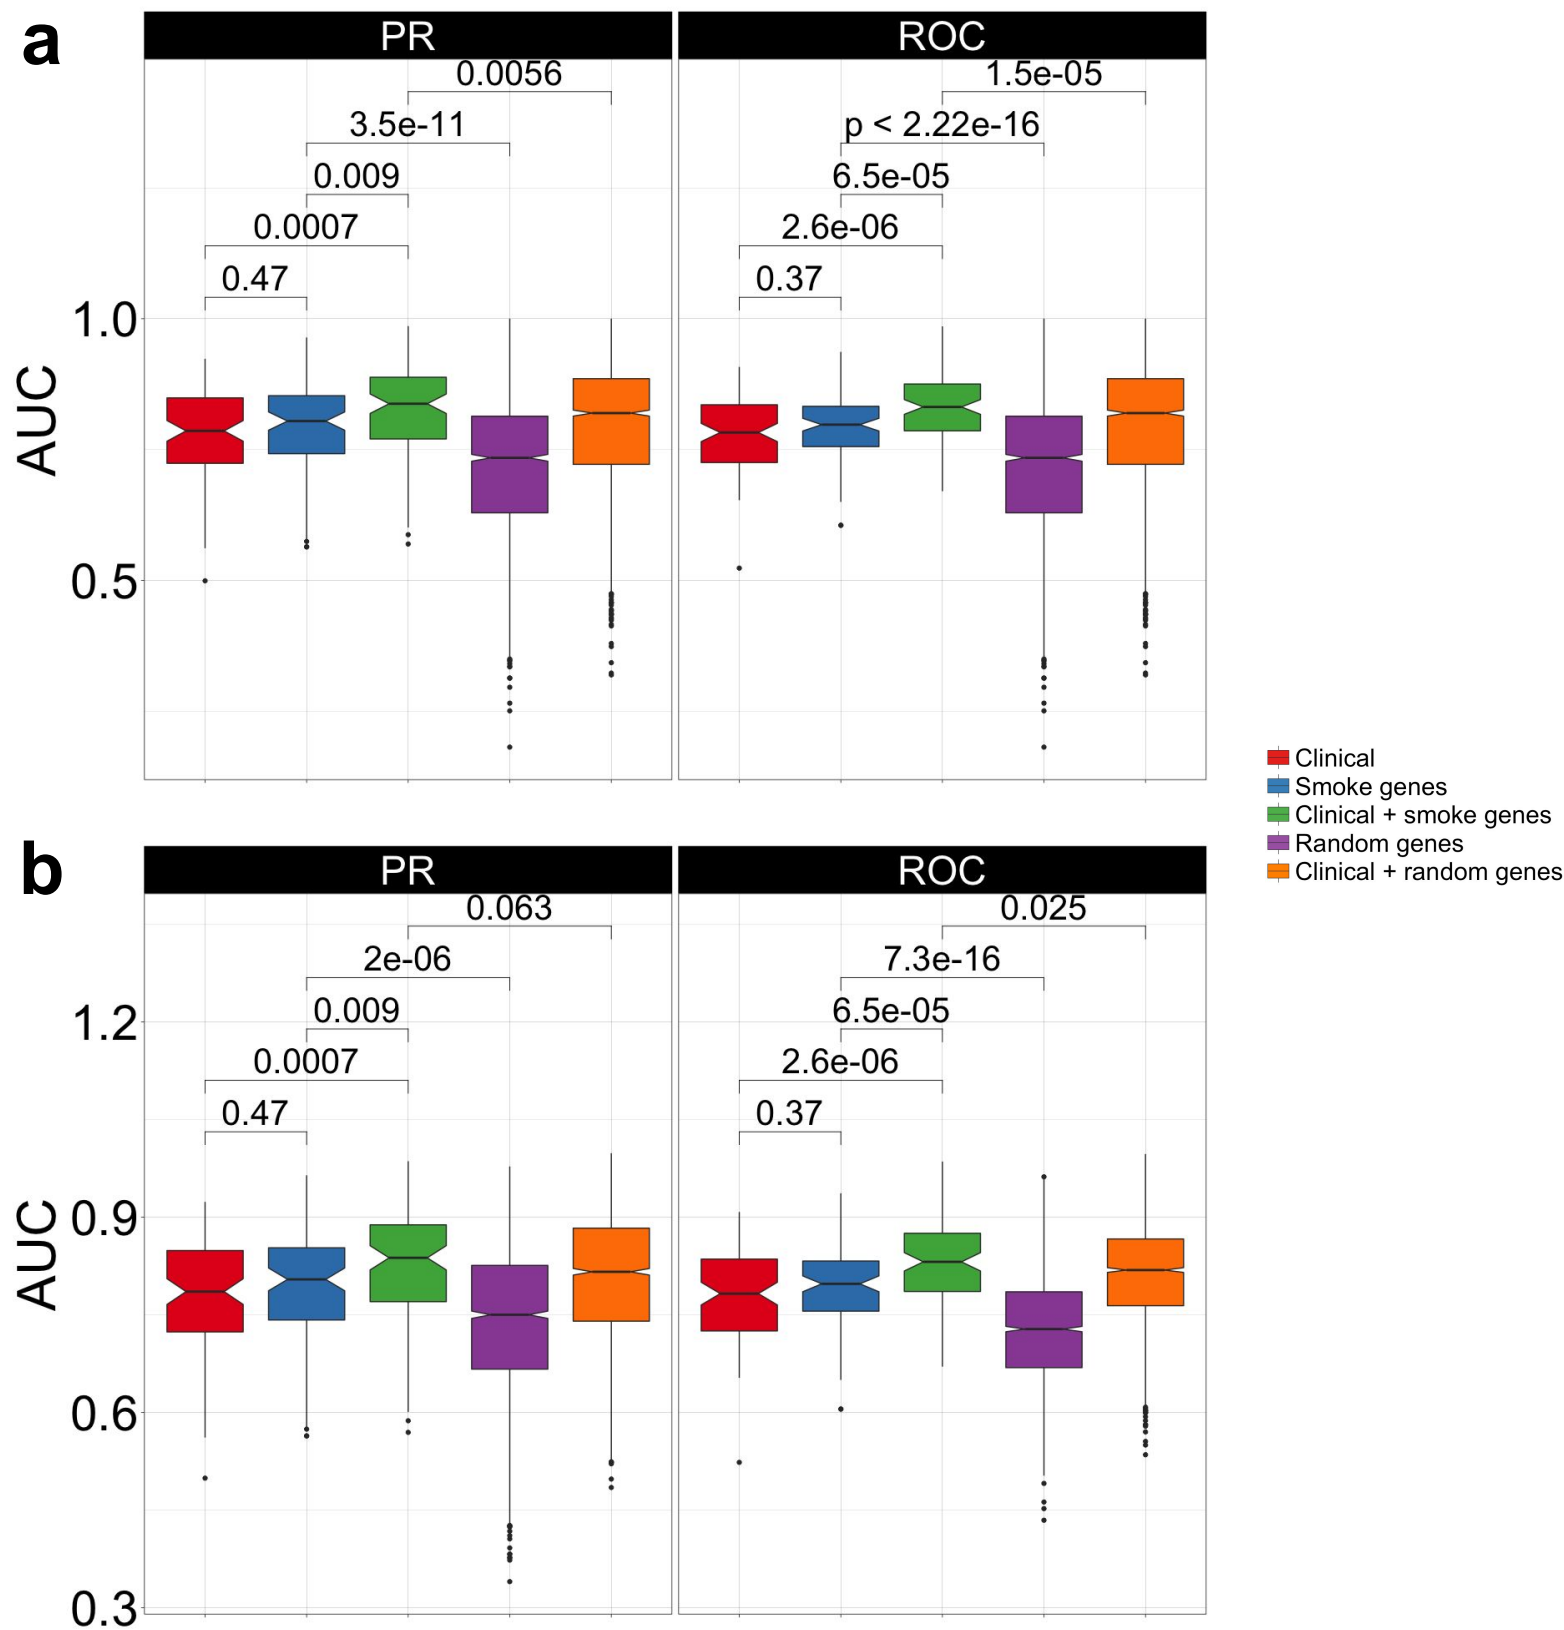 a
PR
ROC
0.0056
1.5e-05
3.5e-11
p < 2.22e-16
0.009
6.5e-05
0.0007
2.6e-06
0.47
0.37
1.0
0.5
AUC
Clinical
Smoke genes
Clinical + smoke genes
Random genes
Clinical + random genes
b
PR
ROC
0.063
0.025
2e-06
7.3e-16
0.009
6.5e-05
0.0007
2.6e-06
0.47
0.37
1.2
0.9
0.6
0.3
AUC